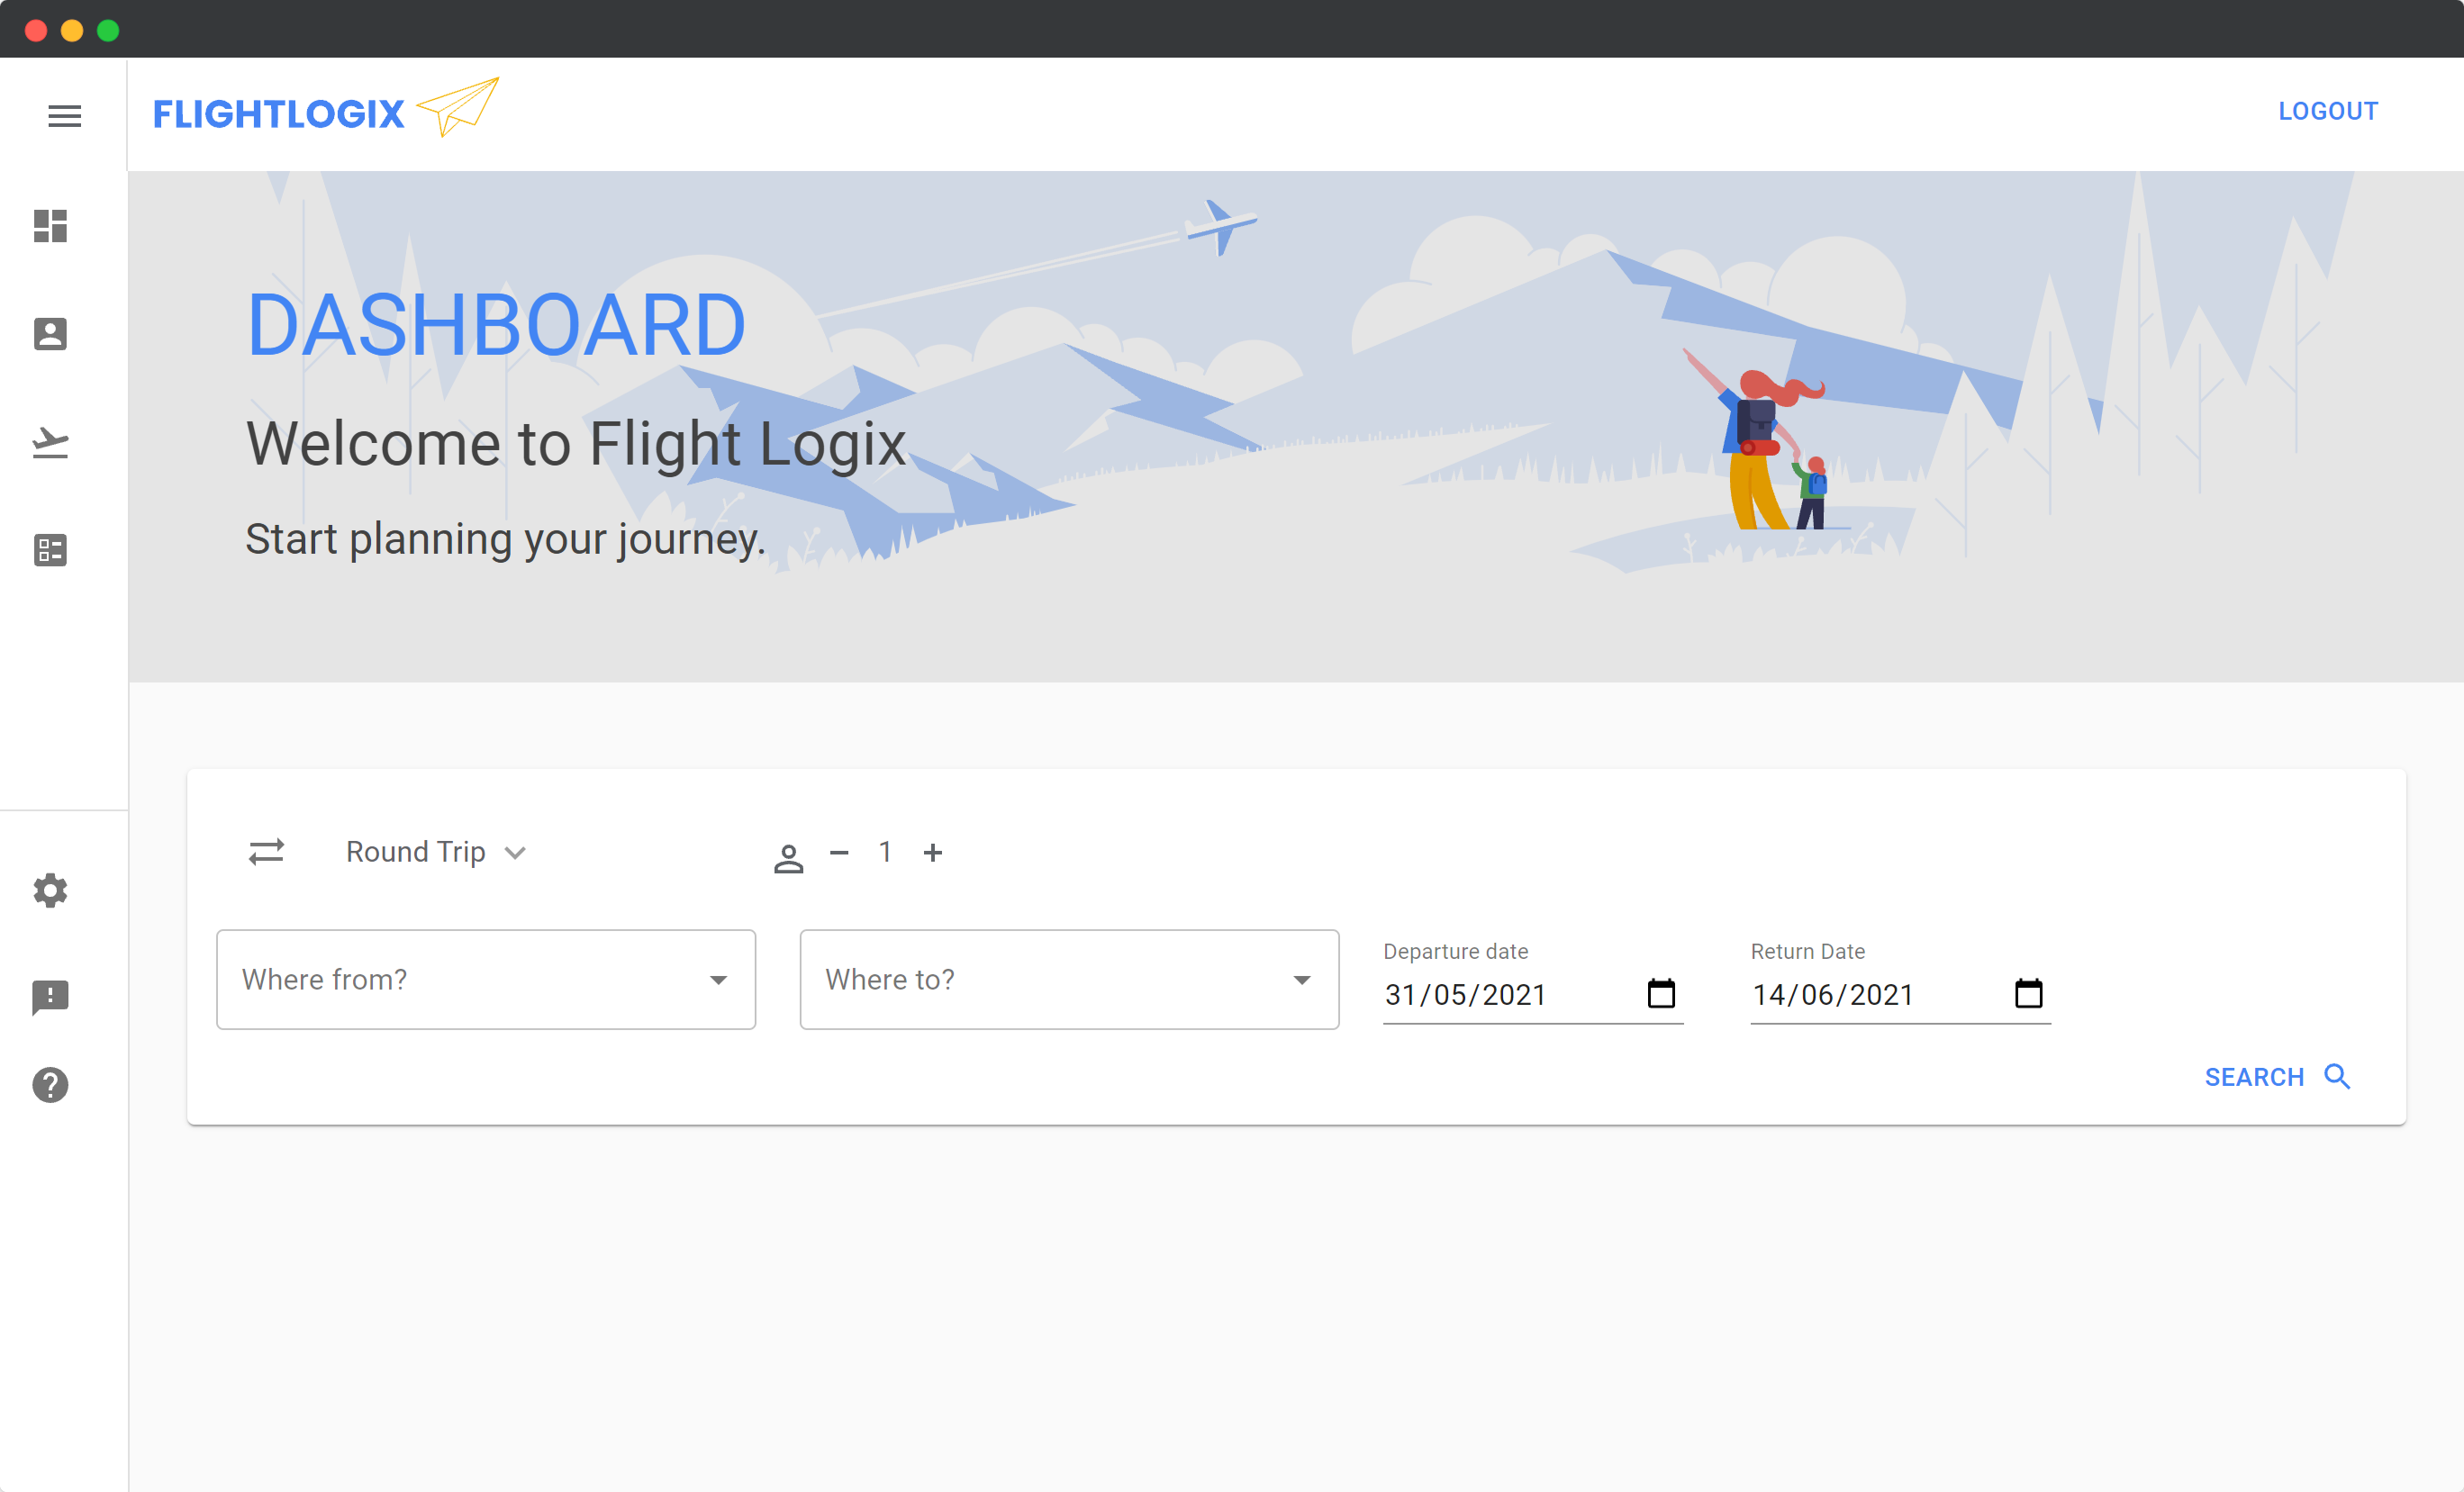 FLIGHTLOGIX
LOGOUT
DASHBOARD
Welcome to Flight Logix
Start planning your journey.
Round Trip
1
Where from?
Where to?
Departure date
31/05/2021
Return Date
14/06/2021
SEARCH